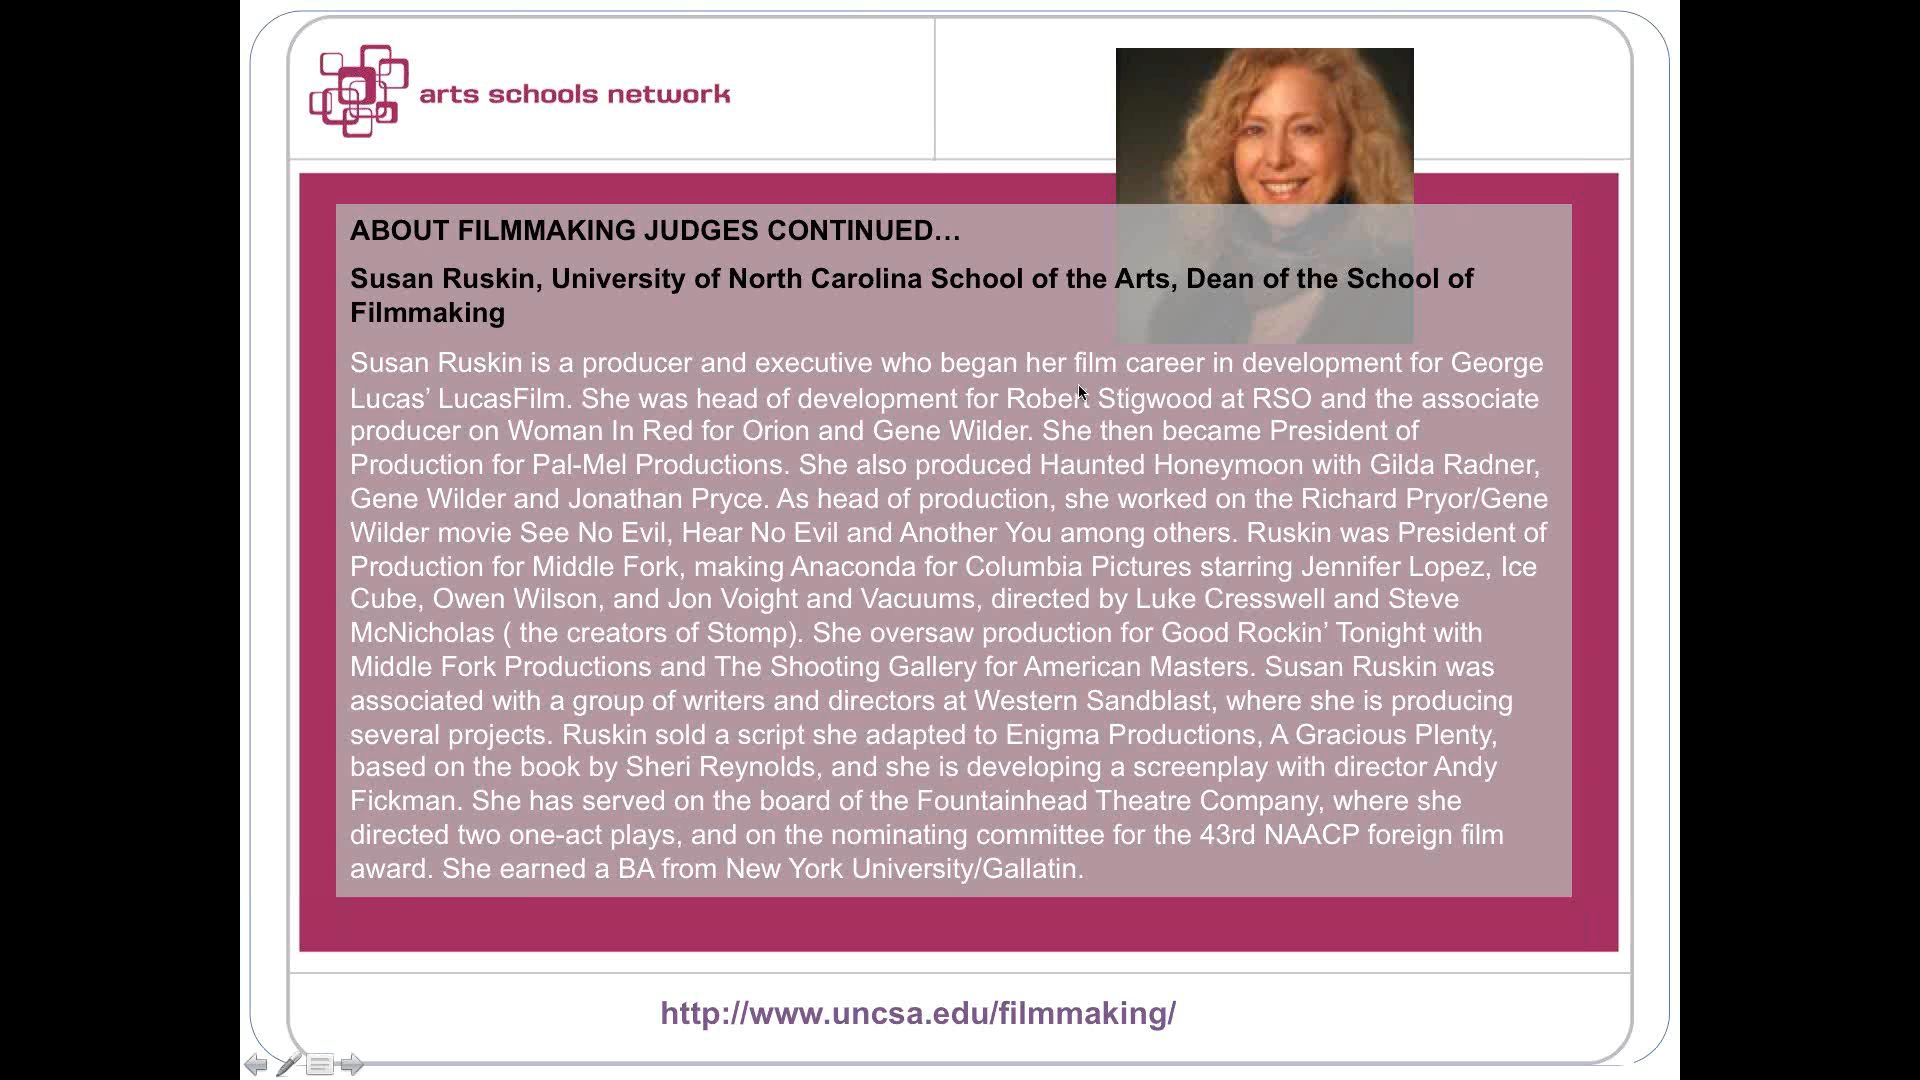 arts schools network
ABOUT FILMMAKING JUDGES CONTINUED…
Susan Ruskin, University of North Carolina School of the Arts, Dean of the School of
Filmmaking
Susan Ruskin is a producer and executive who began her film career in development for George
Lucas’ LucasFilm. She was head of development for Robert Stigwood at RSO and the associate
producer on Woman In Red for Orion and Gene Wilder. She then became President of
Production for Pal-Mel Productions. She also produced Haunted Honeymoon with Gilda Radner,
Gene Wilder and Jonathan Pryce. As head of production, she worked on the Richard Pryor/Gene
Wilder movie See No Evil, Hear No Evil and Another You among others. Ruskin was President of
Production for Middle Fork, making Anaconda for Columbia Pictures starring Jennifer Lopez, Ice
Cube, Owen Wilson, and Jon Voight and Vacuums, directed by Luke Cresswell and Steve
McNicholas ( the creators of Stomp). She oversaw production for Good Rockin’ Tonight with
Middle Fork Productions and The Shooting Gallery for American Masters. Susan Ruskin was
associated with a group of writers and directors at Western Sandblast, where she is producing
several projects. Ruskin sold a script she adapted to Enigma Productions, A Gracious Plenty,
based on the book by Sheri Reynolds, and she is developing a screenplay with director Andy
Fickman. She has served on the board of the Fountainhead Theatre Company, where she
directed two one-act plays, and on the nominating committee for the 43rd NAACP foreign film
award. She earned a BA from New York University/Gallatin.
http://www.uncsa.edu/filmmaking/